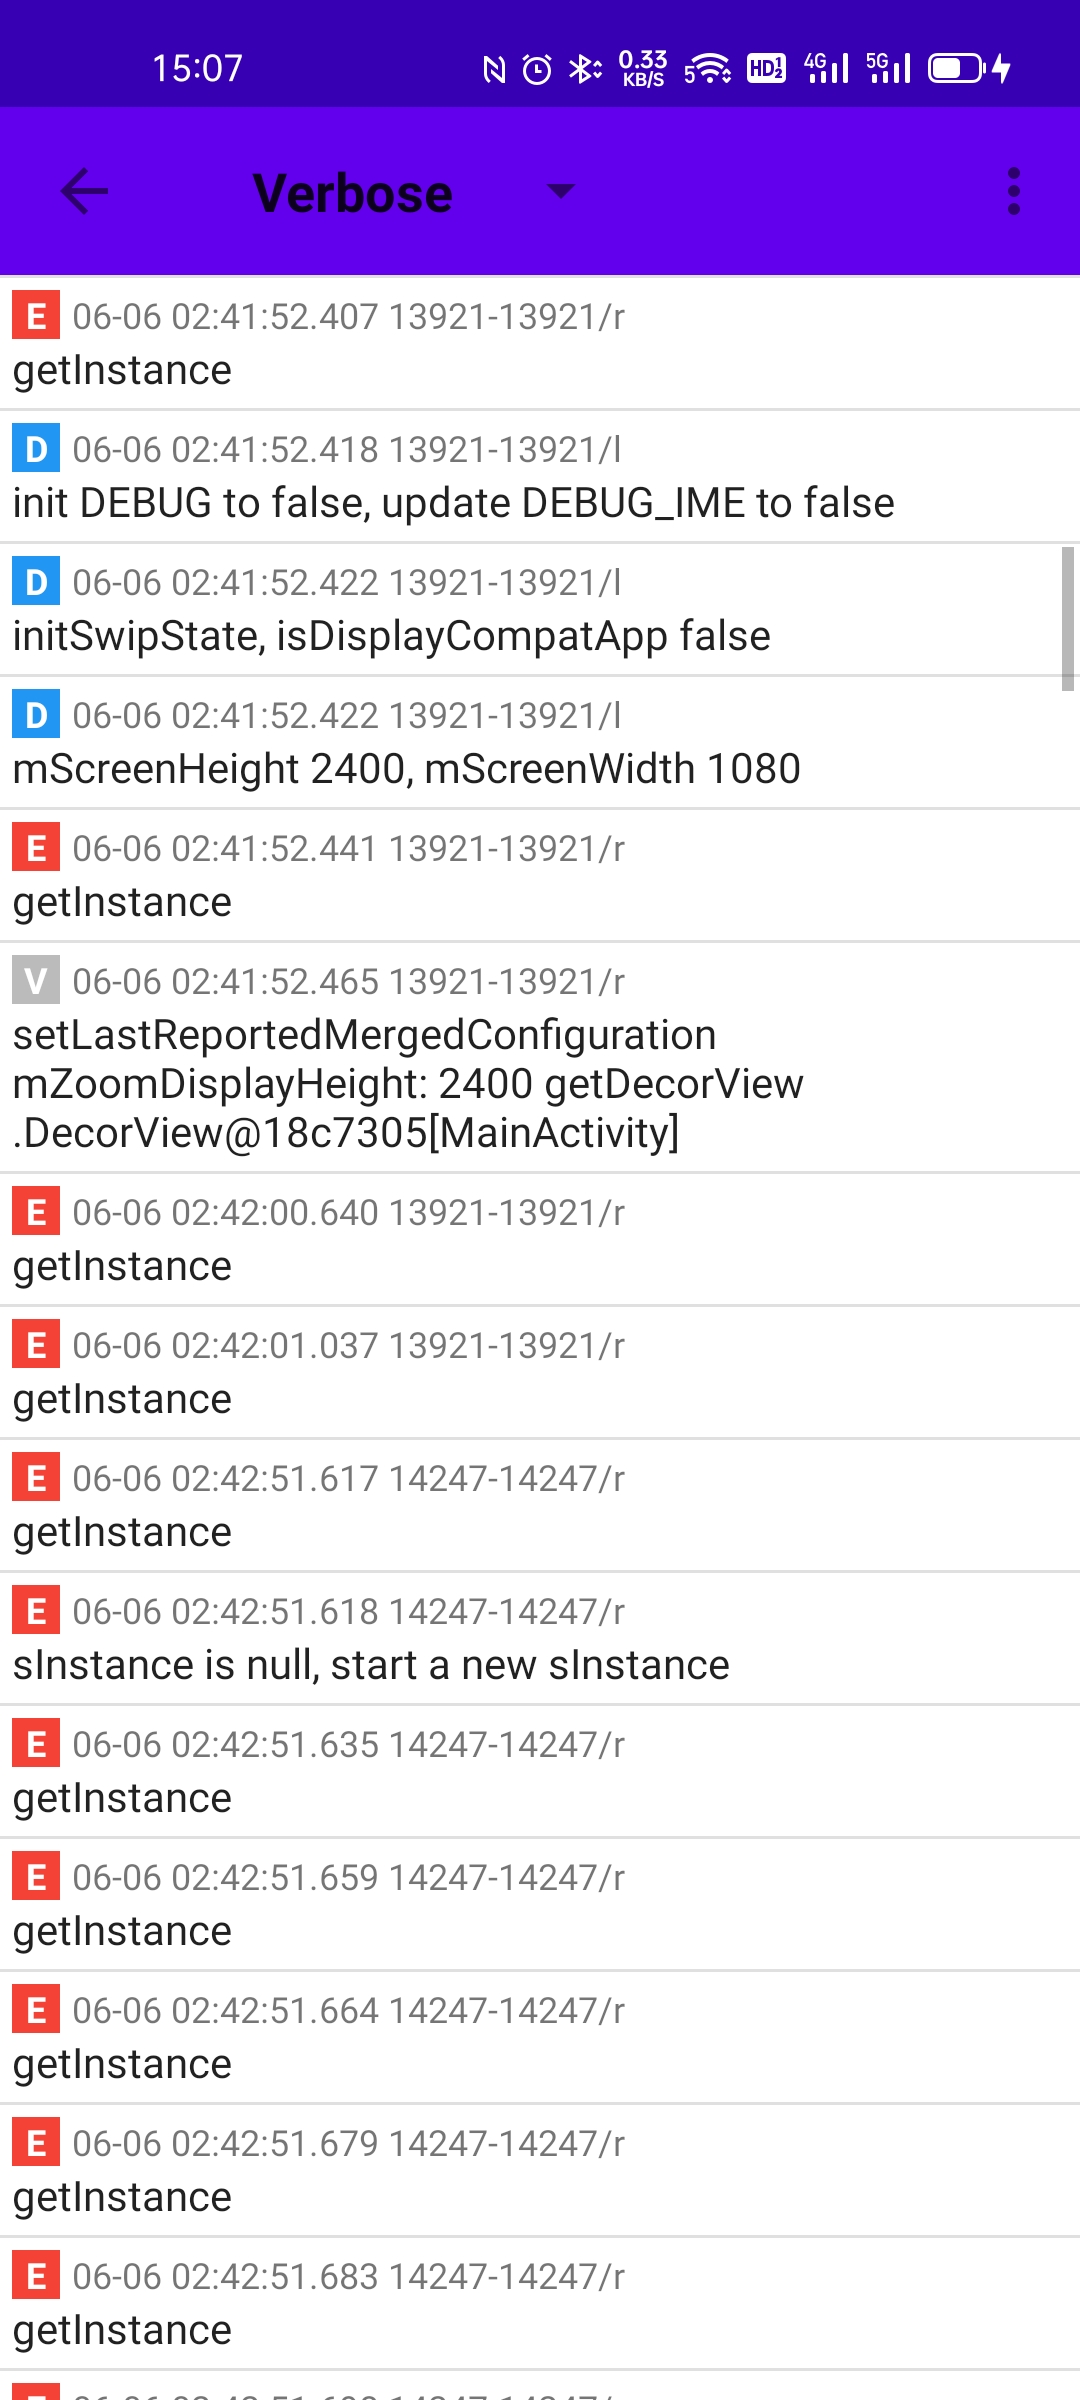 15:07 0.33 KB/S 5 HD 1 2 4G 5G
Verbose
E 06-06 02:41:52.407 13921-13921/r
getInstance
D 06-06 02:41:52.418 13921-13921/l
init DEBUG to false, update DEBUG_IME to false
D 06-06 02:41:52.422 13921-13921/l
initSwipState, isDisplayCompatApp false
D 06-06 02:41:52.422 13921-13921/l
mScreenHeight 2400, mScreenWidth 1080
E 06-06 02:41:52.441 13921-13921/r
getInstance
V 06-06 02:41:52.465 13921-13921/r
setLastReportedMergedConfiguration
mZoomDisplayHeight: 2400 getDecorView
.DecorView@18c7305[MainActivity]
E 06-06 02:42:00.640 13921-13921/r
getInstance
E 06-06 02:42:01.037 13921-13921/r
getInstance
E 06-06 02:42:51.617 14247-14247/r
getInstance
E 06-06 02:42:51.618 14247-14247/r
sInstance is null, start a new sInstance
E 06-06 02:42:51.635 14247-14247/r
getInstance
E 06-06 02:42:51.659 14247-14247/r
getInstance
E 06-06 02:42:51.664 14247-14247/r
getInstance
E 06-06 02:42:51.679 14247-14247/r
getInstance
E 06-06 02:42:51.683 14247-14247/r
getInstance